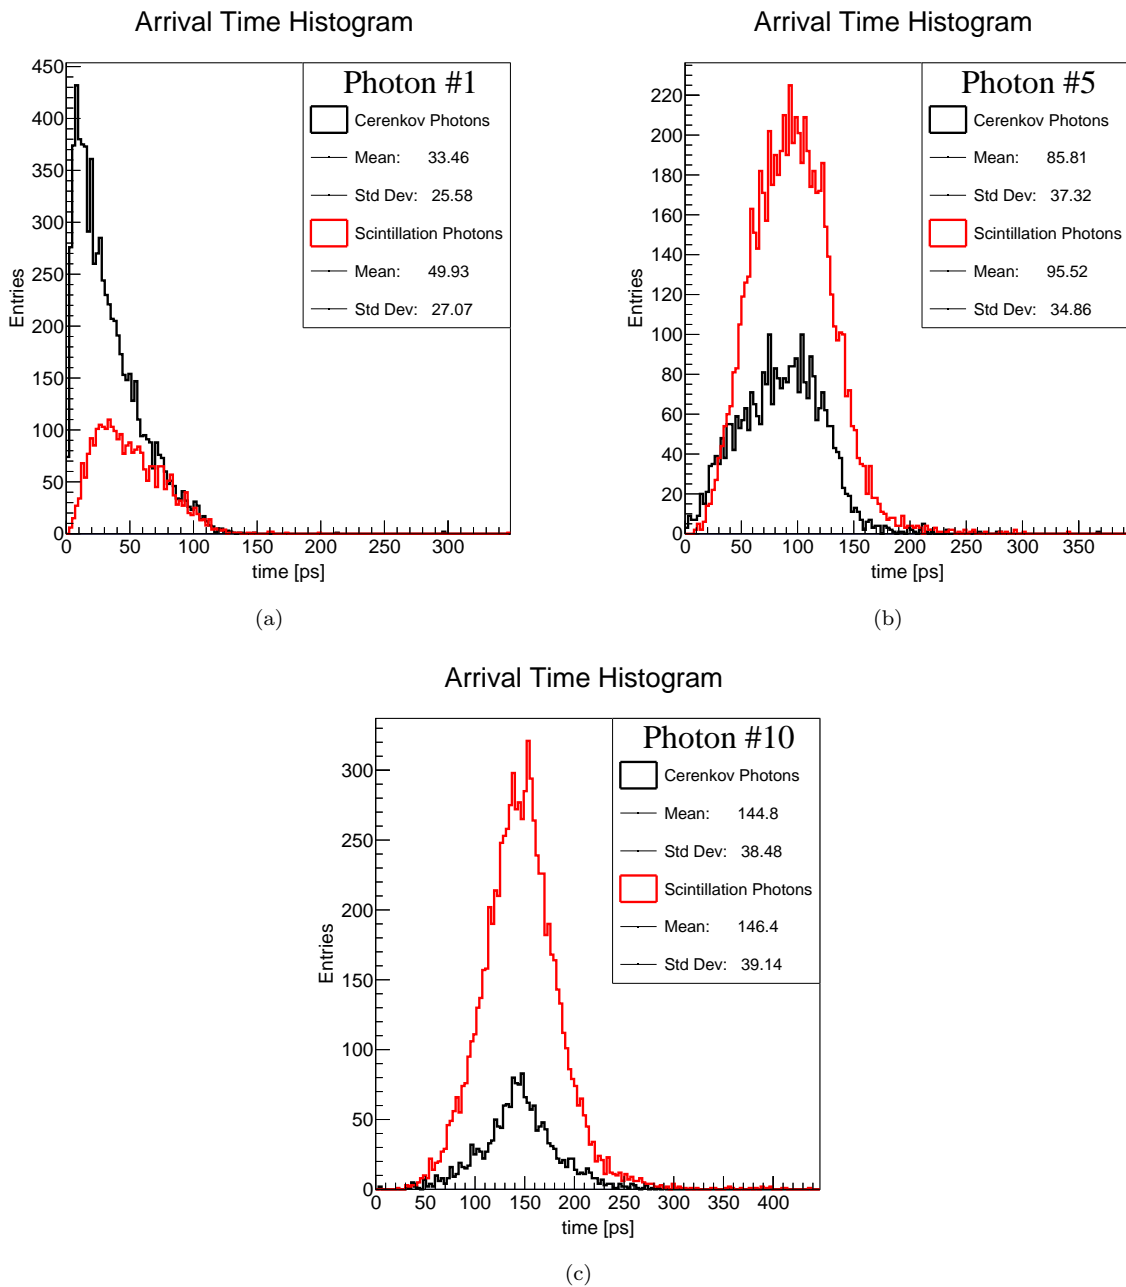 Arrival Time Histogram
Photon #1
Cerenkov Photons
Mean: 33.46
Std Dev: 25.58
Scintillation Photons
Mean: 49.93
Std Dev: 27.07
Entries
450
400
350
300
250
200
150
100
50
0
0 50 100 150 200 250 300
time [ps]
(a)
Arrival Time Histogram
Photon #5
Cerenkov Photons
Mean: 85.81
Std Dev: 37.32
Scintillation Photons
Mean: 95.52
Std Dev: 34.86
Entries
220
200
180
160
140
120
100
80
60
40
20
0
0 50 100 150 200 250 300 350
time [ps]
(b)
Arrival Time Histogram
Photon #10
Cerenkov Photons
Mean: 144.8
Std Dev: 38.48
Scintillation Photons
Mean: 146.4
Std Dev: 39.14
Entries
300
250
200
150
100
50
0
0 50 100 150 200 250 300 350 400
time [ps]
(c)